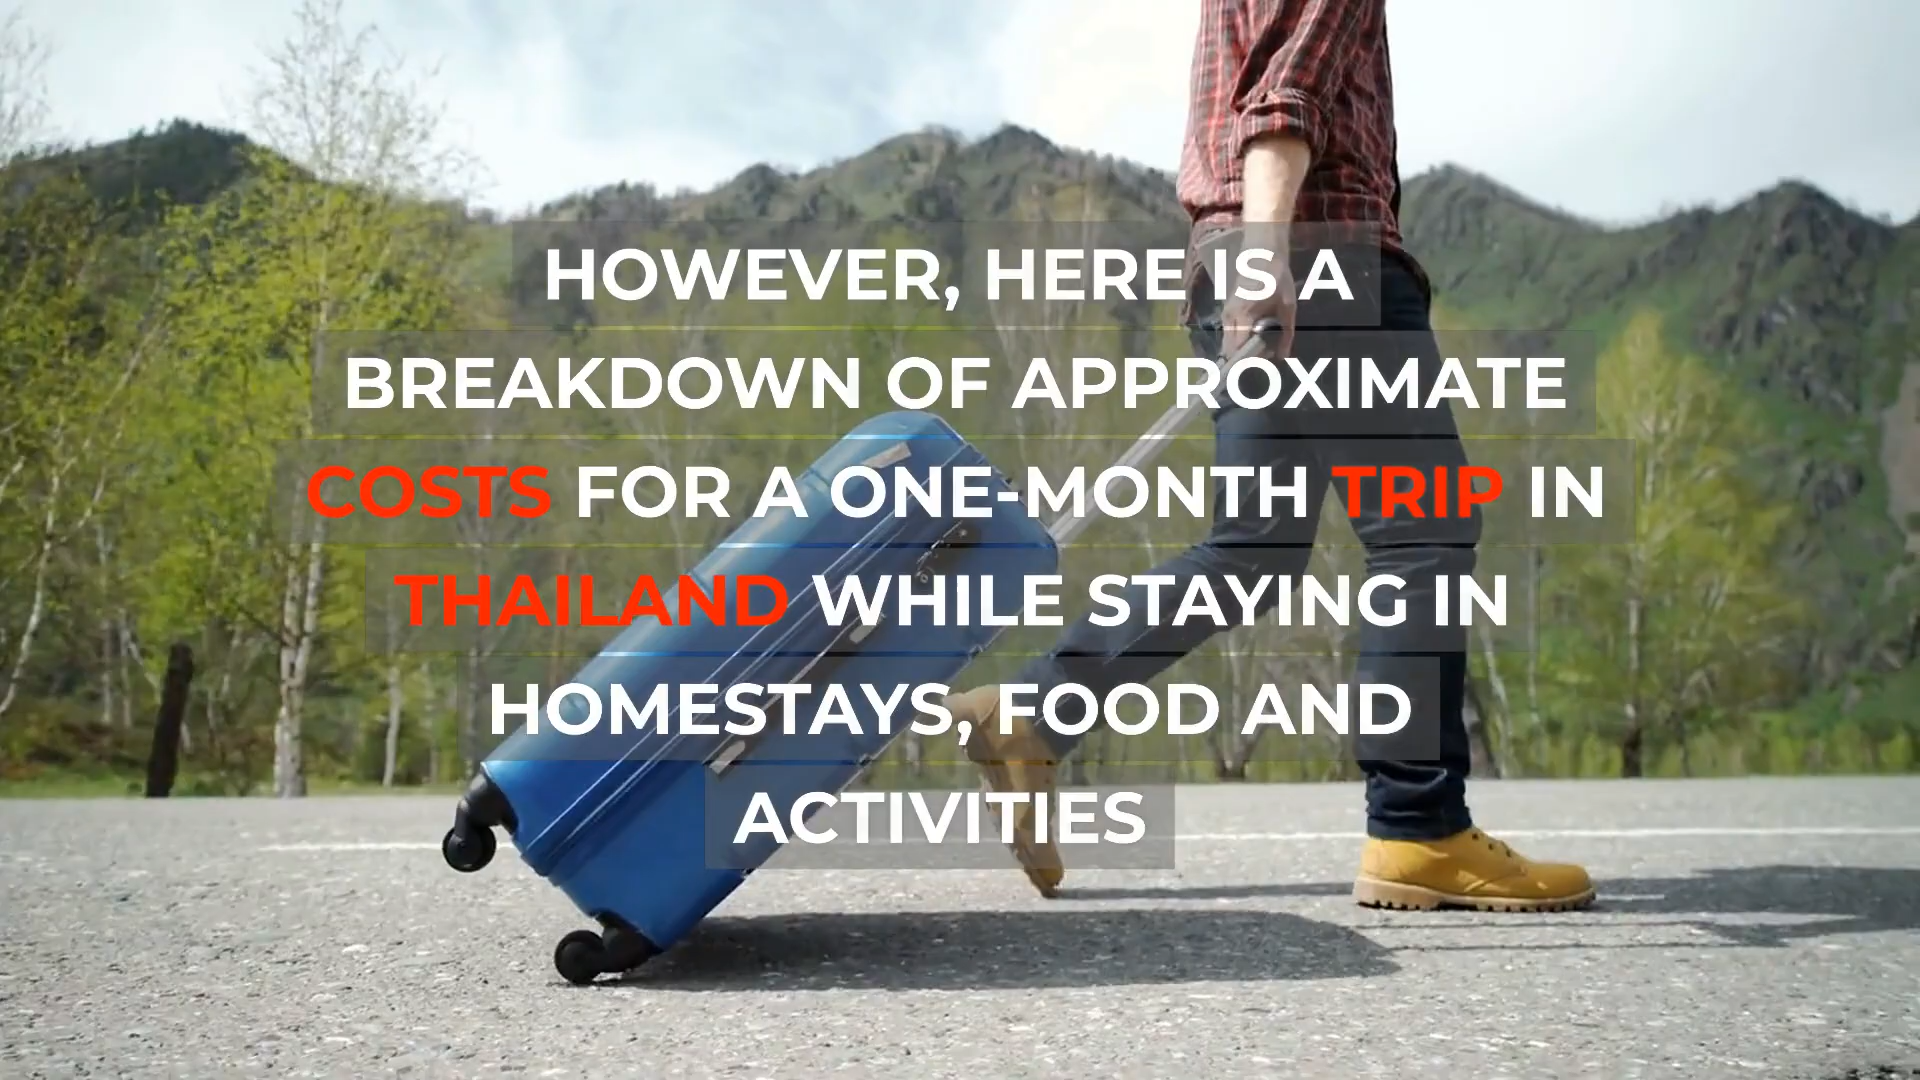 HOWEVER, HERE IS A
BREAKDOWN OF APPROXIMATE
COSTS FOR A ONE-MONTH TRIP IN
THAILAND WHILE STAYING IN
HOMESTAYS, FOOD AND
ACTIVITIES